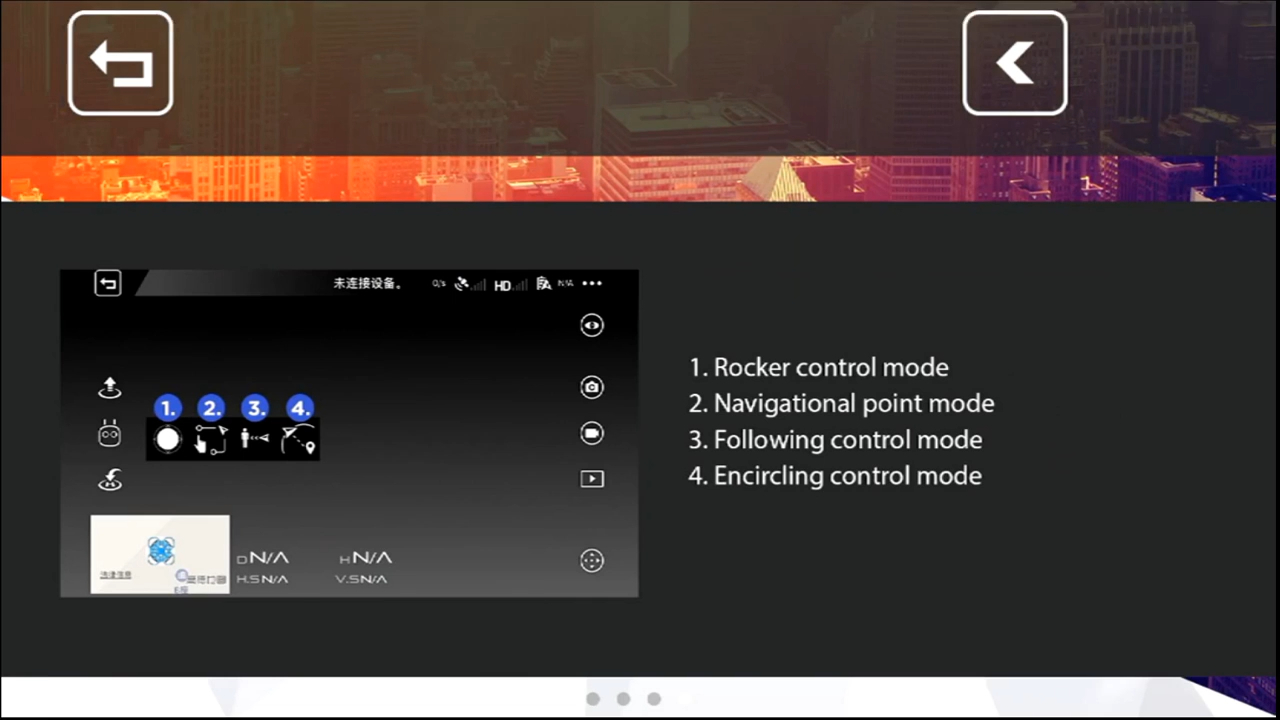 未连接设备。 0/s HD N/A
1. 2. 3. 4.
D N/A H N/A
H.S N/A V.S N/A
1. Rocker control mode
2. Navigational point mode
3. Following control mode
4. Encircling control mode